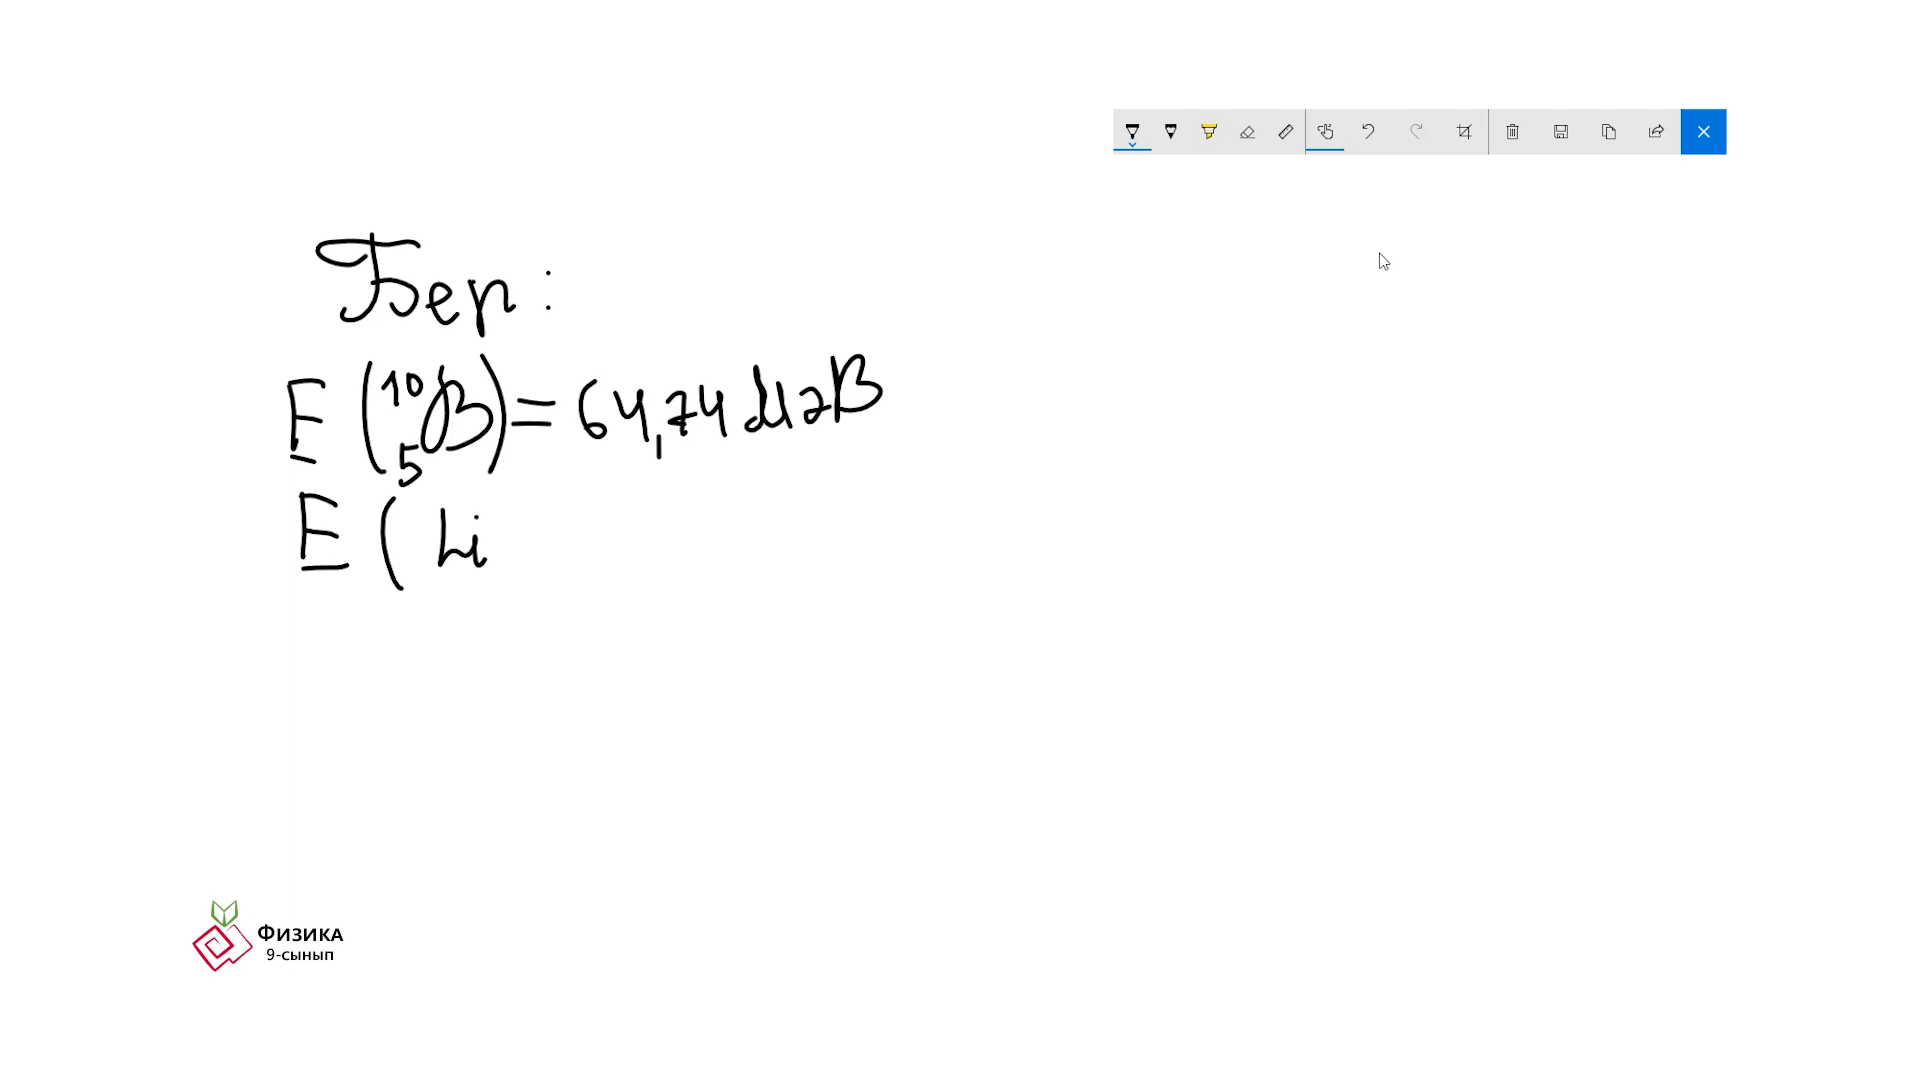 Бер:
E (¹⁰₅B) = 64,74 МэВ
E ( Li
Физика
9-сынып